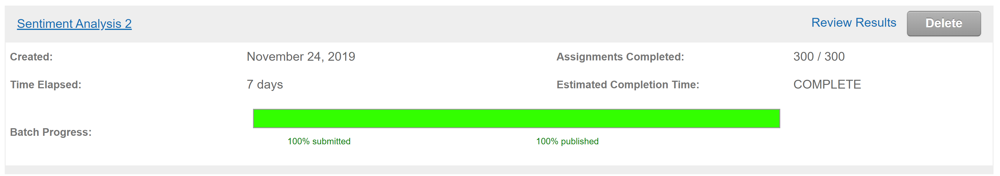 Sentiment Analysis 2 Review Results Delete
Created: November 24, 2019 Assignments Completed: 300 / 300
Time Elapsed: 7 days Estimated Completion Time: COMPLETE
Batch Progress:
100% submitted 100% published